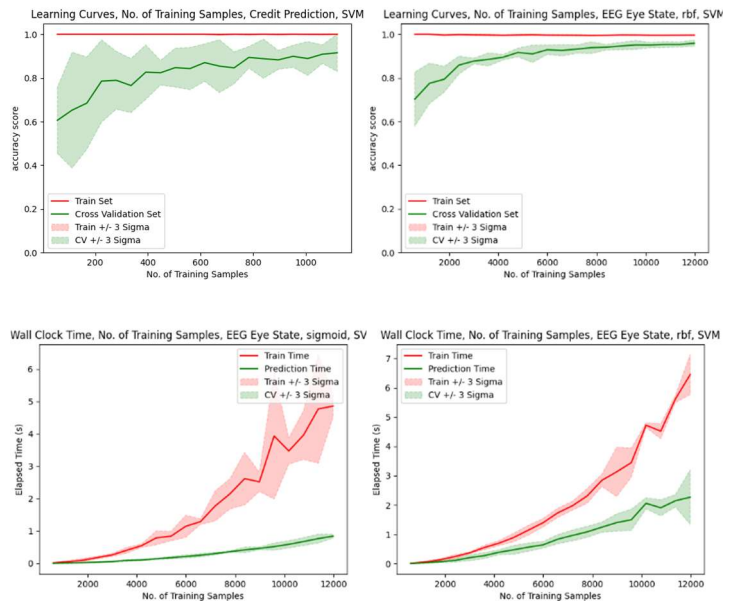 Learning Curves, No. of Training Samples, Credit Prediction, SVM
1.0
0.8
0.6
0.4
0.2
0.0
accuracy score
Train Set
Cross Validation Set
Train +/- 3 Sigma
CV +/- 3 Sigma
200 400 600 800 1000
No. of Training Samples
Learning Curves, No. of Training Samples, EEG Eye State, rbf, SVM
1.0
0.8
0.6
0.4
0.2
0.0
accuracy score
Train Set
Cross Validation Set
Train +/- 3 Sigma
CV +/- 3 Sigma
2000 4000 6000 8000 10000 12000
No. of Training Samples
Wall Clock Time, No. of Training Samples, EEG Eye State, sigmoid, SV
6
5
4
3
2
1
0
Elapsed Time (s)
Train Time
Prediction Time
Train +/- 3 Sigma
CV +/- 3 Sigma
2000 4000 6000 8000 10000 12000
No. of Training Samples
Wall Clock Time, No. of Training Samples, EEG Eye State, rbf, SVM
7
6
5
4
3
2
1
0
Elapsed Time (s)
Train Time
Prediction Time
Train +/- 3 Sigma
CV +/- 3 Sigma
2000 4000 6000 8000 10000 12000
No. of Training Samples